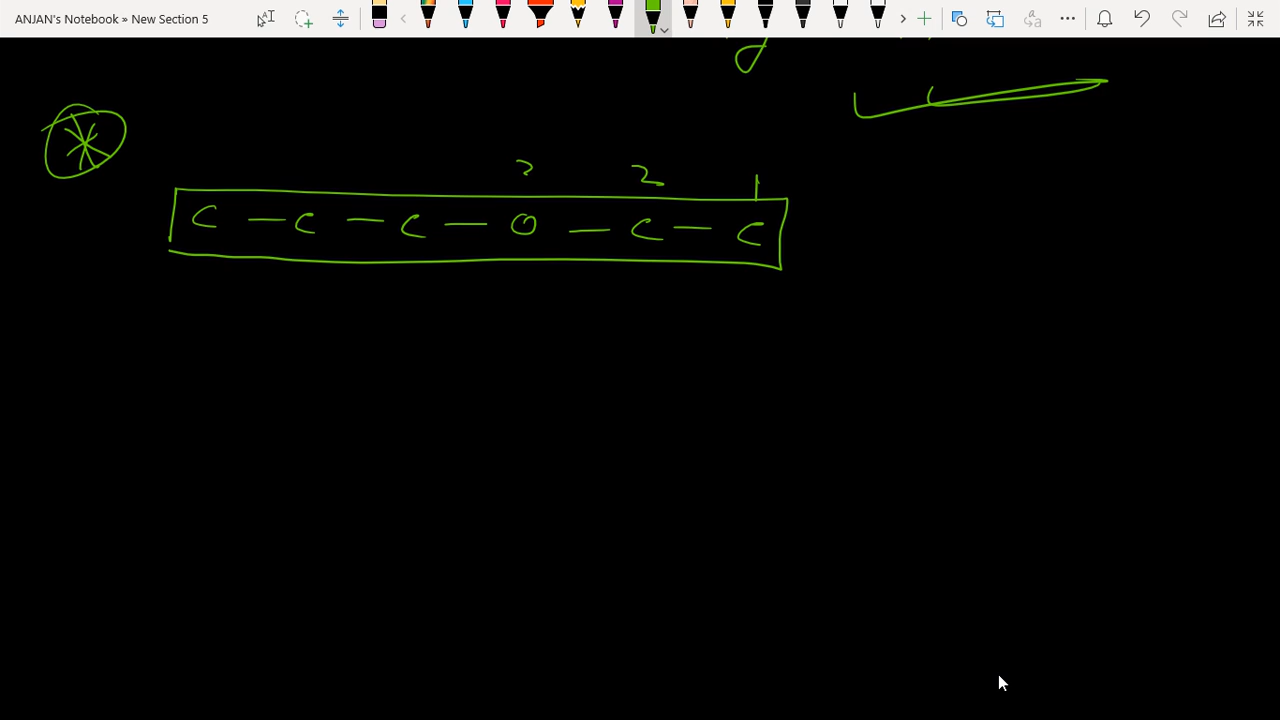 ANJAN's Notebook » New Section 5
2 1
C — C — C — O — C — C